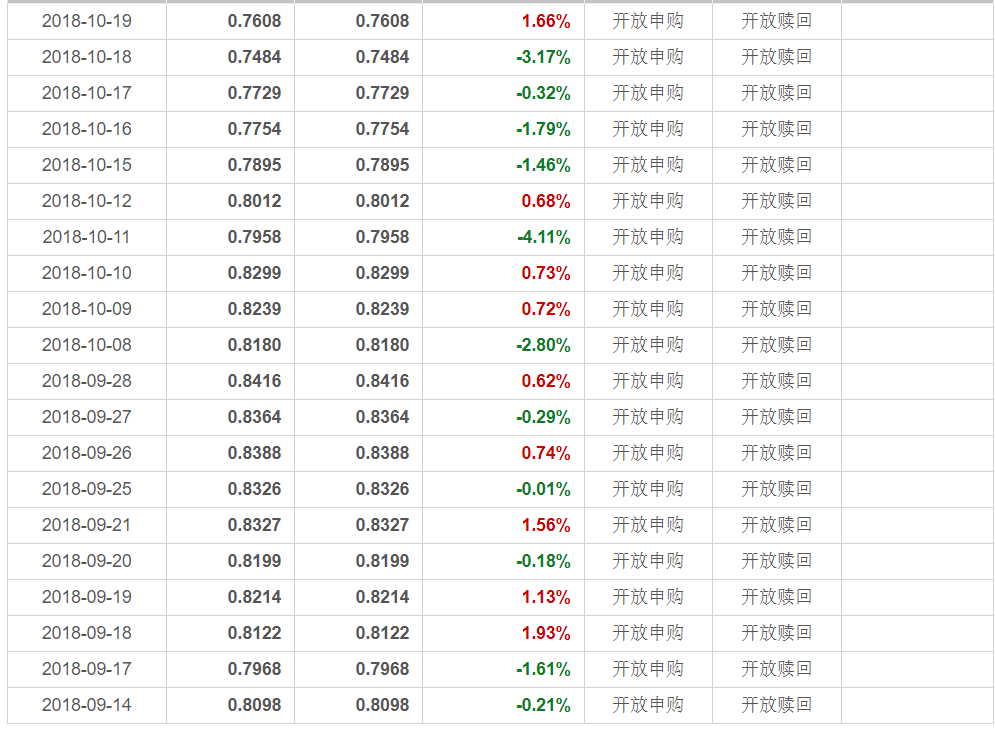 2018-10-19 0.7608 0.7608 1.66% 开放申购 开放赎回
2018-10-18 0.7484 0.7484 -3.17% 开放申购 开放赎回
2018-10-17 0.7729 0.7729 -0.32% 开放申购 开放赎回
2018-10-16 0.7754 0.7754 -1.79% 开放申购 开放赎回
2018-10-15 0.7895 0.7895 -1.46% 开放申购 开放赎回
2018-10-12 0.8012 0.8012 0.68% 开放申购 开放赎回
2018-10-11 0.7958 0.7958 -4.11% 开放申购 开放赎回
2018-10-10 0.8299 0.8299 0.73% 开放申购 开放赎回
2018-10-09 0.8239 0.8239 0.72% 开放申购 开放赎回
2018-10-08 0.8180 0.8180 -2.80% 开放申购 开放赎回
2018-09-28 0.8416 0.8416 0.62% 开放申购 开放赎回
2018-09-27 0.8364 0.8364 -0.29% 开放申购 开放赎回
2018-09-26 0.8388 0.8388 0.74% 开放申购 开放赎回
2018-09-25 0.8326 0.8326 -0.01% 开放申购 开放赎回
2018-09-21 0.8327 0.8327 1.56% 开放申购 开放赎回
2018-09-20 0.8199 0.8199 -0.18% 开放申购 开放赎回
2018-09-19 0.8214 0.8214 1.13% 开放申购 开放赎回
2018-09-18 0.8122 0.8122 1.93% 开放申购 开放赎回
2018-09-17 0.7968 0.7968 -1.61% 开放申购 开放赎回
2018-09-14 0.8098 0.8098 -0.21% 开放申购 开放赎回